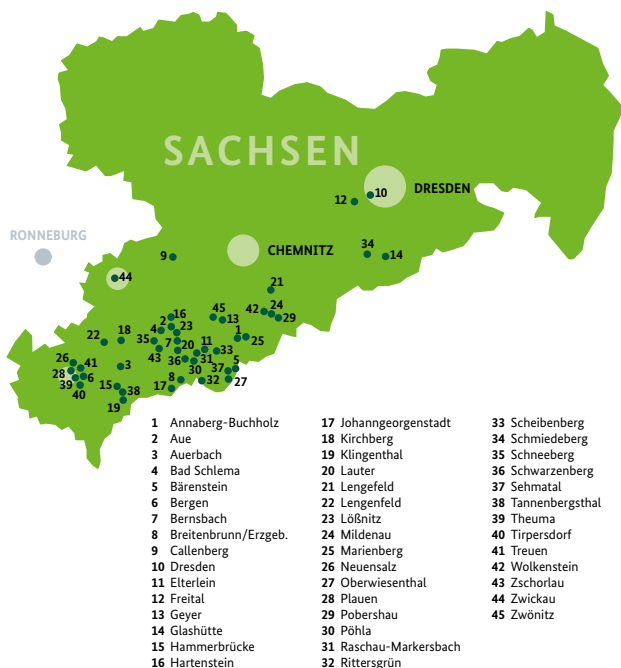 SACHSEN
10
DRESDEN
12
RONNEBURG
CHEMNITZ
34
9
14
44
21
16
45
42
24
2
23
13
29
4
1
22
18
35
7
20
11
25
43
33
26
41
36
31
5
28
6
3
30
37
39
8
15
32
27
40
38
17
19
1 Annaberg-Buchholz
2 Aue
3 Auerbach
4 Bad Schlema
5 Bärenstein
6 Bergen
7 Bernsbach
8 Breitenbrunn/Erzgeb.
9 Callenberg
10 Dresden
11 Elterlein
12 Freital
13 Geyer
14 Glashütte
15 Hammerbrücke
16 Hartenstein
17 Johanngeorgenstadt
18 Kirchberg
19 Klingenthal
20 Lauter
21 Lengefeld
22 Lengenfeld
23 Lößnitz
24 Mildenau
25 Marienberg
26 Neuensalz
27 Oberwiesenthal
28 Plauen
29 Pobershau
30 Pöhla
31 Raschau-Markersbach
32 Rittersgrün
33 Scheibenberg
34 Schmiedeberg
35 Schneeberg
36 Schwarzenberg
37 Sehmatal
38 Tannenbergsthal
39 Theuma
40 Tirpersdorf
41 Treuen
42 Wolkenstein
43 Zschorlau
44 Zwickau
45 Zwönitz